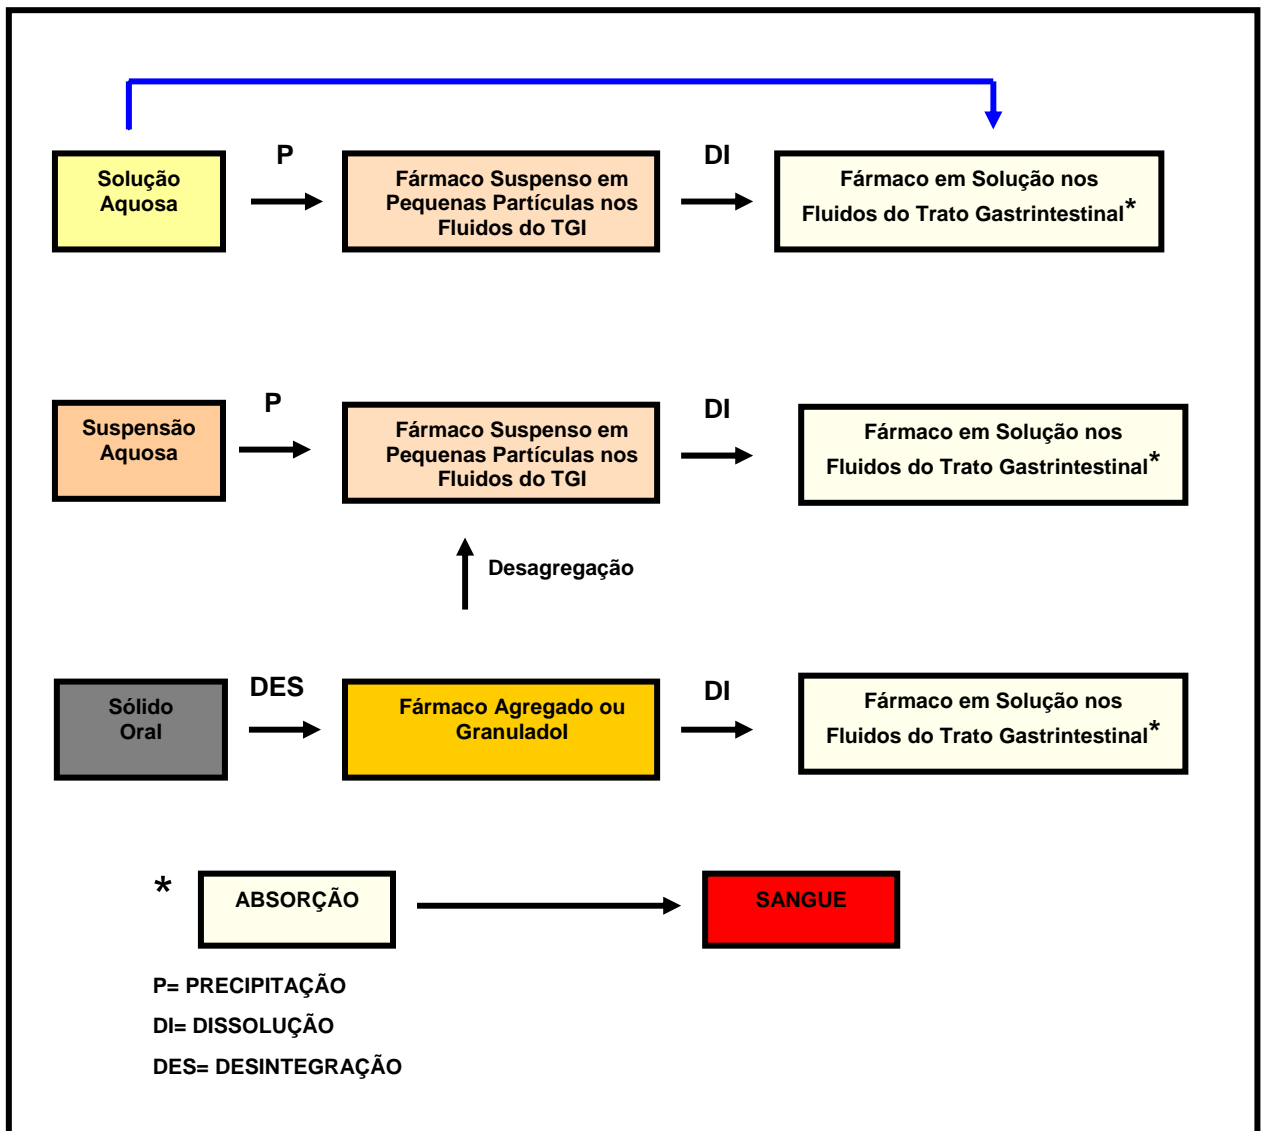 P
DI
Solução
Aquosa
Fármaco Suspenso em
Pequenas Partículas nos
Fluidos do TGI
Fármaco em Solução nos
Fluidos do Trato Gastrintestinal*
P
DI
Suspensão
Aquosa
Fármaco Suspenso em
Pequenas Partículas nos
Fluidos do TGI
Fármaco em Solução nos
Fluidos do Trato Gastrintestinal*
Desagregação
DES
DI
Sólido
Oral
Fármaco Agregado ou
Granuladol
Fármaco em Solução nos
Fluidos do Trato Gastrintestinal*
* ABSORÇÃO
SANGUE
P= PRECIPITAÇÃO
DI= DISSOLUÇÃO
DES= DESINTEGRAÇÃO